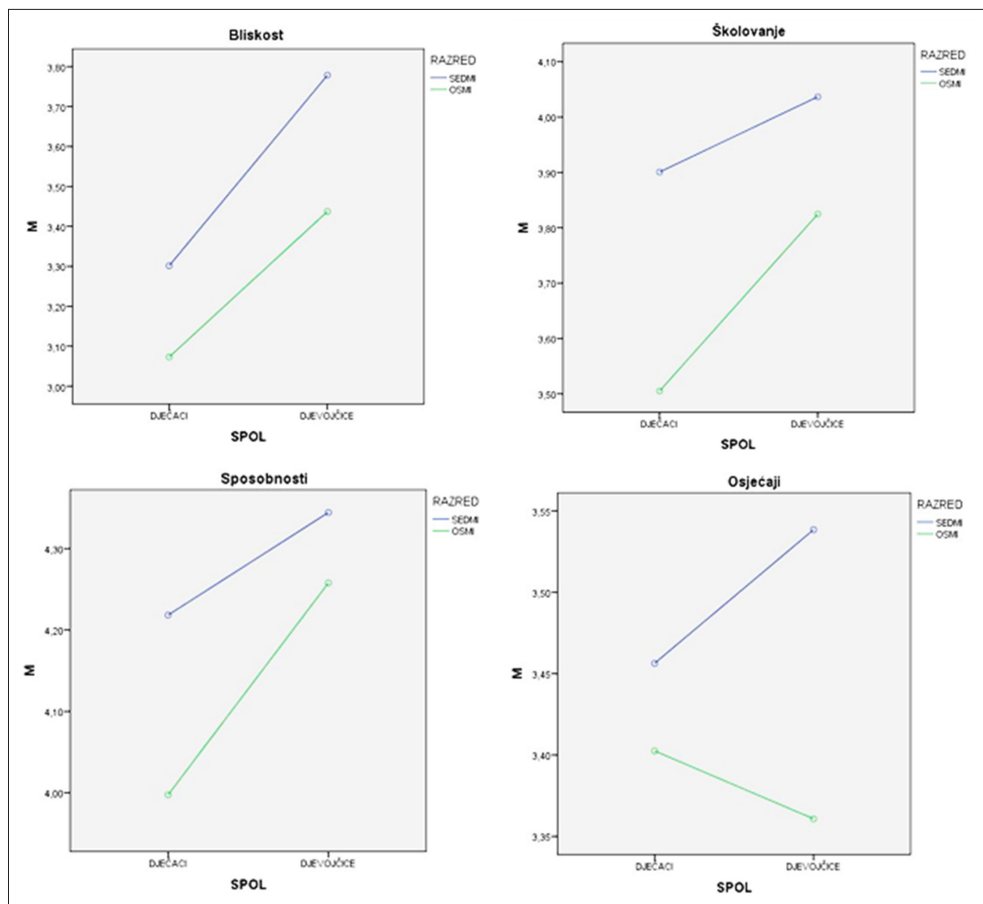 Bliskost
3,80
3,70
3,60
3,50
3,40
3,30
3,20
3,10
3,00
M
DJEČACI
DJEVOJČICE
SPOL
RAZRED
SEDMI
OSMI
Školovanje
4,10
4,00
3,90
3,80
3,70
3,60
3,50
M
DJEČACI
DJEVOJČICE
SPOL
RAZRED
SEDMI
OSMI
Sposobnosti
4,30
4,20
4,10
4,00
M
DJEČACI
DJEVOJČICE
SPOL
RAZRED
SEDMI
OSMI
Osjećaji
3,55
3,50
3,45
3,40
3,35
M
DJEČACI
DJEVOJČICE
SPOL
RAZRED
SEDMI
OSMI